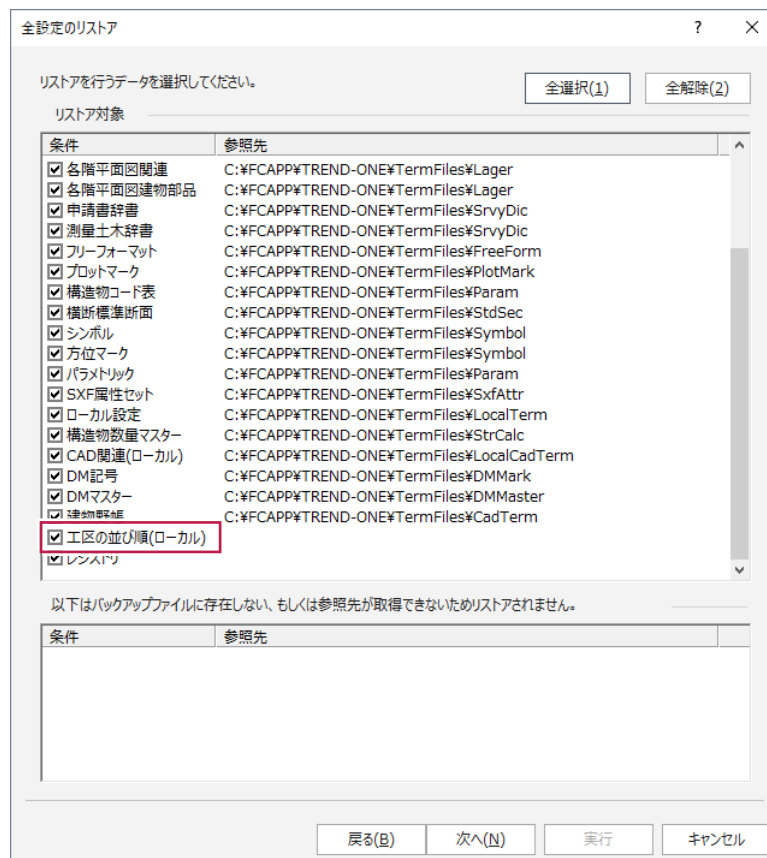 全設定のリストア ? ×
リストアを行うデータを選択してください。
全選択(1) 全解除(2)
リストア対象
条件 参照先
各階平面図関連 C:¥FCAPP¥TREND-ONE¥TermFiles¥Lager
各階平面図建物部品 C:¥FCAPP¥TREND-ONE¥TermFiles¥Lager
申請書辞書 C:¥FCAPP¥TREND-ONE¥TermFiles¥SrvyDic
測量土木辞書 C:¥FCAPP¥TREND-ONE¥TermFiles¥SrvyDic
フリーフォーマット C:¥FCAPP¥TREND-ONE¥TermFiles¥FreeForm
プロットマーク C:¥FCAPP¥TREND-ONE¥TermFiles¥PlotMark
構造物コード表 C:¥FCAPP¥TREND-ONE¥TermFiles¥Param
横断標準断面 C:¥FCAPP¥TREND-ONE¥TermFiles¥StdSec
シンボル C:¥FCAPP¥TREND-ONE¥TermFiles¥Symbol
方位マーク C:¥FCAPP¥TREND-ONE¥TermFiles¥Symbol
パラメトリック C:¥FCAPP¥TREND-ONE¥TermFiles¥Param
SXF属性セット C:¥FCAPP¥TREND-ONE¥TermFiles¥SxfAttr
ローカル設定 C:¥FCAPP¥TREND-ONE¥TermFiles¥LocalTerm
構造物数量マスター C:¥FCAPP¥TREND-ONE¥TermFiles¥StrCalc
CAD関連(ローカル) C:¥FCAPP¥TREND-ONE¥TermFiles¥LocalCadTerm
DM記号 C:¥FCAPP¥TREND-ONE¥TermFiles¥DMMark
DMマスター C:¥FCAPP¥TREND-ONE¥TermFiles¥DMMaster
建物野帳 C:¥FCAPP¥TREND-ONE¥TermFiles¥CadTerm
工区の並び順(ローカル)
レジストリ
以下はバックアップファイルに存在しない、もしくは参照先が取得できないためリストアされません。
条件 参照先
戻る(B) 次へ(N) 実行 キャンセル